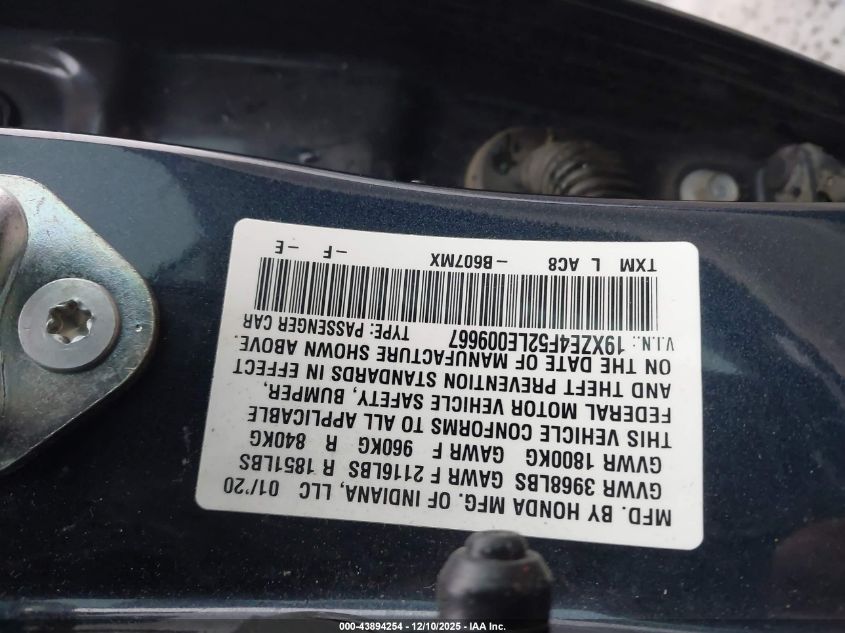 MFD. BY HONDA MFG. OF INDIANA, LLC 01/'20
GVWR 3968LBS GAWR F 2116LBS R 1851LBS
GVWR 1800KG GAWR F 960KG R 840KG
THIS VEHICLE CONFORMS TO ALL APPLICABLE
FEDERAL MOTOR VEHICLE SAFETY, BUMPER,
AND THEFT PREVENTION STANDARDS IN EFFECT
ON THE DATE OF MANUFACTURE SHOWN ABOVE.
V.I.N.: 19XZE4F52LE009667 TYPE: PASSENGER CAR
TXM L AC8 -B607MX -F -E
000-43894254 - 12/10/2025 - IAA Inc.